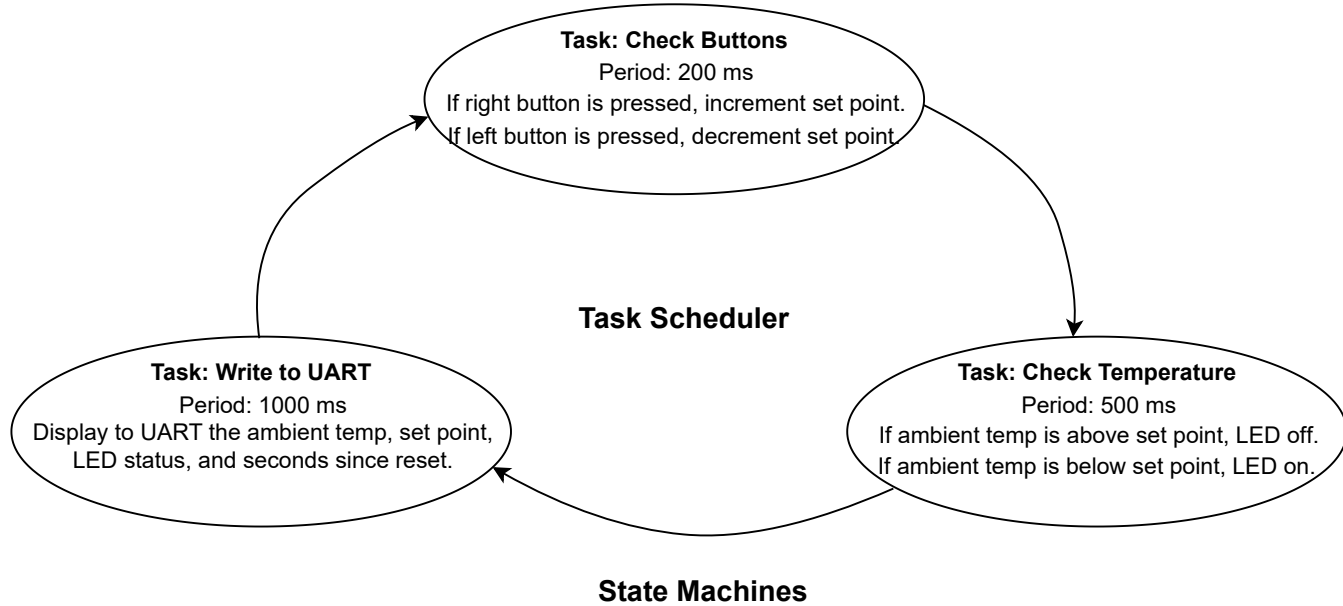 Task: Check Buttons
Period: 200 ms
If right button is pressed, increment set point.
If left button is pressed, decrement set point.
Task Scheduler
Task: Write to UART
Period: 1000 ms
Display to UART the ambient temp, set point,
LED status, and seconds since reset.
Task: Check Temperature
Period: 500 ms
If ambient temp is above set point, LED off.
If ambient temp is below set point, LED on.
State Machines